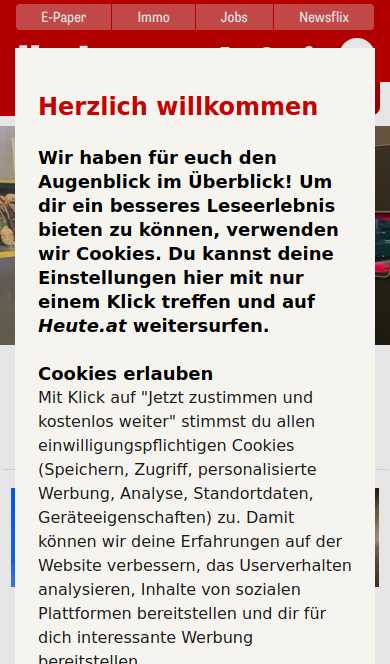 E-Paper Immo Jobs Newsflix
Herzlich willkommen
Wir haben für euch den
Augenblick im Überblick! Um
dir ein besseres Leseerlebnis
bieten zu können, verwenden
wir Cookies. Du kannst deine
Einstellungen hier mit nur
einem Klick treffen und auf
Heute.at weitersurfen.
Cookies erlauben
Mit Klick auf "Jetzt zustimmen und
kostenlos weiter" stimmst du allen
einwilligungspflichtigen Cookies
(Speichern, Zugriff, personalisierte
Werbung, Analyse, Standortdaten,
Geräteeigenschaften) zu. Damit
können wir deine Erfahrungen auf der
Website verbessern, das Userverhalten
analysieren, Inhalte von sozialen
Plattformen bereitstellen und dir für
dich interessante Werbung
bereitstellen.